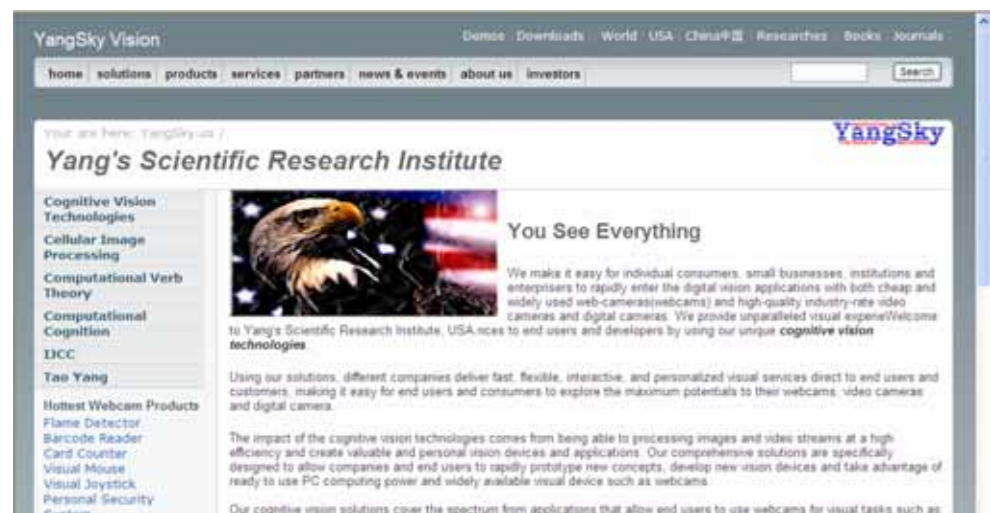 YangSky Vision
Demos Downloads World USA China中国 Researches Books Journals
home solutions products services partners news & events about us investors
Search
Your are here: YangSky.us /
YangSky
Yang's Scientific Research Institute
Cognitive Vision
Technologies
Cellular Image
Processing
Computational Verb
Theory
Computational
Cognition
IJCC
Tao Yang
Hottest Webcam Products
Flame Detector
Barcode Reader
Card Counter
Visual Mouse
Visual Joystick
Personal Security
System
You See Everything
We make it easy for individual consumers, small businesses, institutions and
enterprisers to rapidly enter the digital vision applications with both cheap and
widely used web-cameras(webcams) and high-quality industry-rate video
cameras and digital cameras. We provide unparalleled visual experieWelcome
to Yang's Scientific Research Institute, USA.nces to end users and developers by using our unique cognitive vision
technologies.
Using our solutions, different companies deliver fast, flexible, interactive, and personalized visual services direct to end users and
customers, making it easy for end users and consumers to explore the maximum potentials to their webcams, video cameras
and digital camera.
The impact of the cognitive vision technologies comes from being able to processing images and video streams at a high
efficiency and create valuable and personal vision devices and applications. Our comprehensive solutions are specifically
designed to allow companies and end users to rapidly prototype new concepts, develop new vision devices and take advantage of
ready to use PC computing power and widely available visual device such as webcams.
Our cognitive vision solutions cover the spectrum from applications that allow end users to use webcams for visual tasks such as